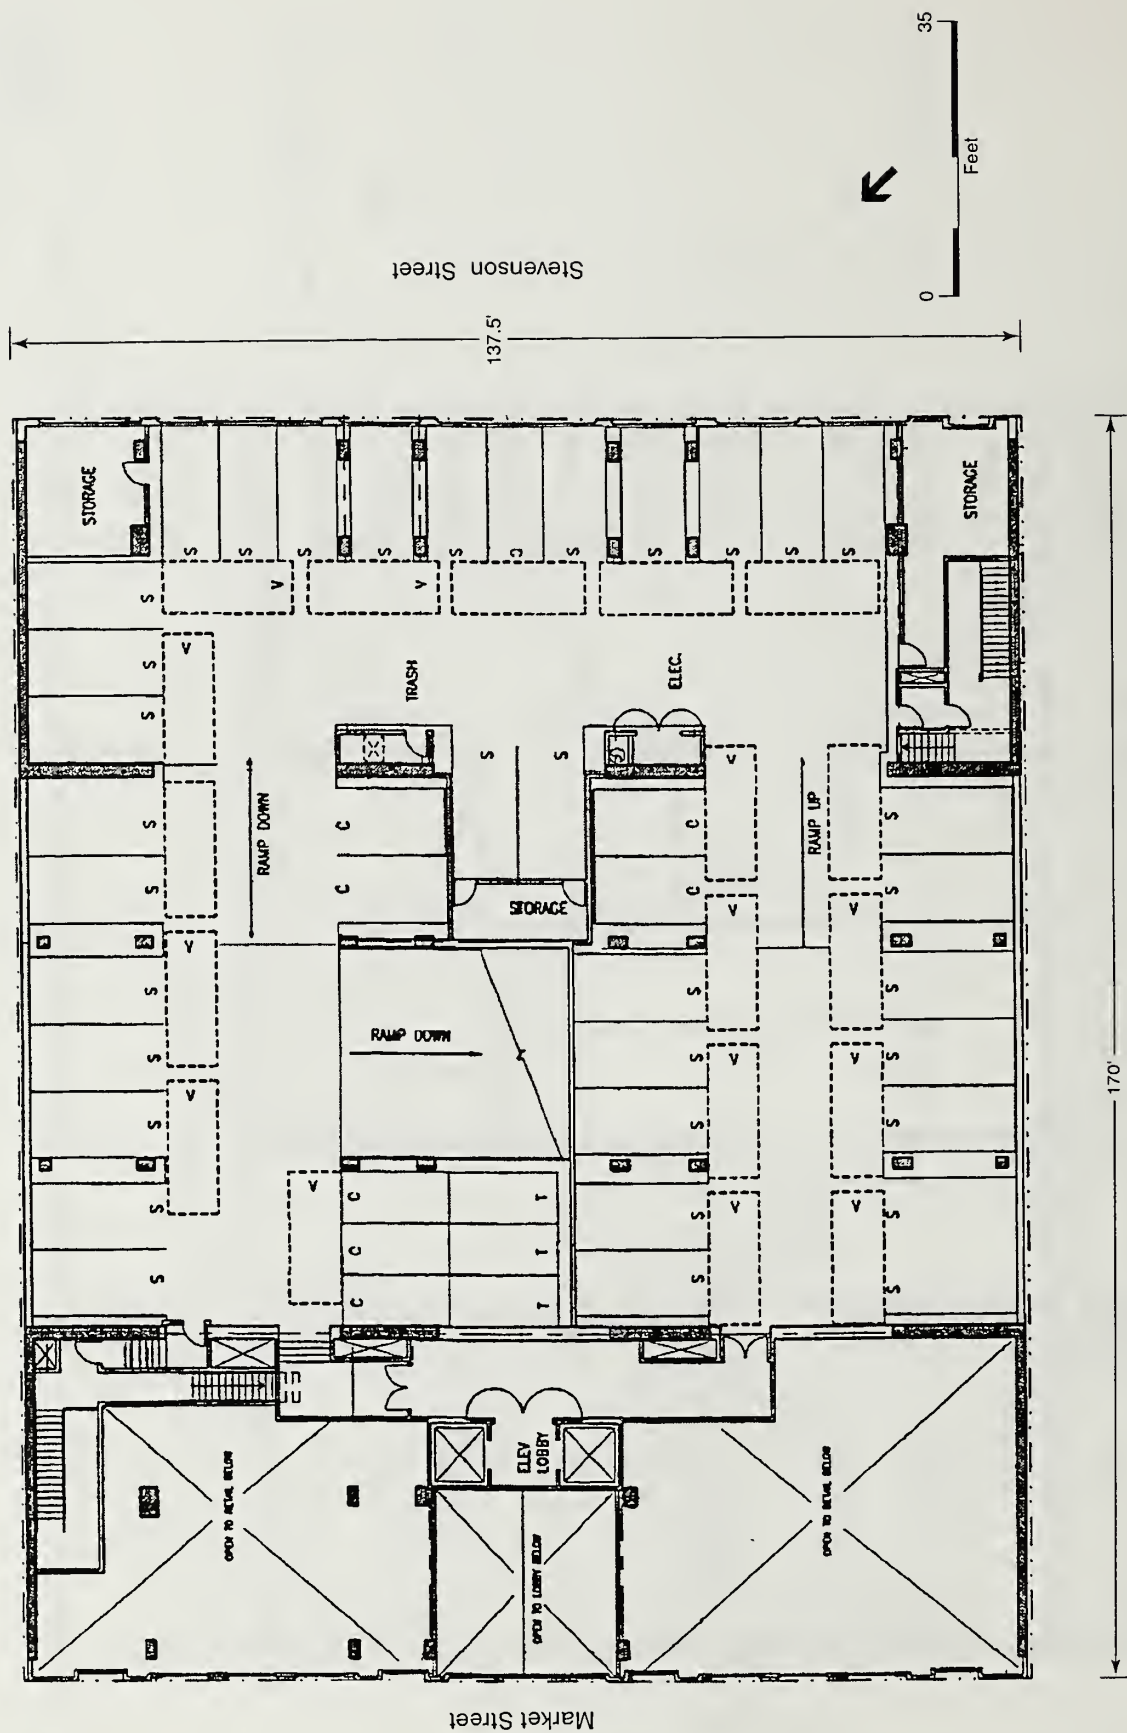 35
Feet
0
Stevenson Street
137.5'
STORAGE
STORAGE
S
S
S
S
S
C
S
S
S
S
S
V
V
S
V
S
S
TRASH
ELEC.
S
S
V
RAMP DOWN
RAMP UP
S
C
C
S
S
C
C
S
STORAGE
V
V
V
S
S
S
RAMP DOWN
S
S
S
V
V
V
S
S
S
V
S
C
T
S
V
V
S
C
T
S
C
T
S
S
ELEV
LOBBY
OPEN TO RETAIL BELOW
OPEN TO LOBBY BELOW
OPEN TO RETAIL BELOW
170'
Market Street